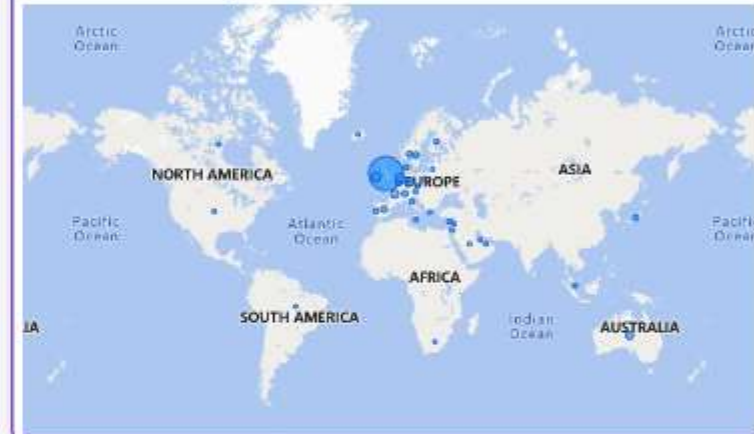 Arctic
Ocean
Arctic
Ocean
NORTH AMERICA
EUROPE
ASIA
Pacific
Ocean
Atlantic
Ocean
Pacific
Ocean
AFRICA
SOUTH AMERICA
Indian
Ocean
AUSTRALIA
IA